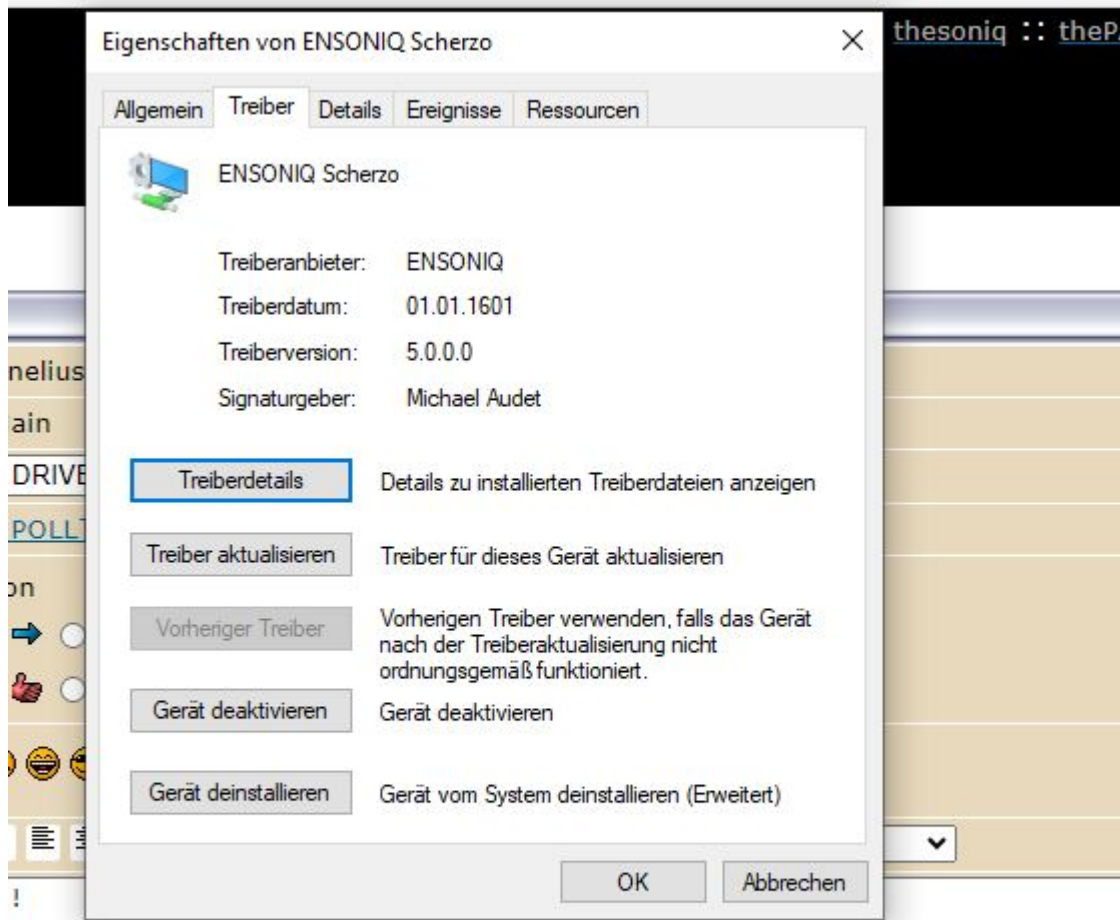 thesoniq :: thePA
Eigenschaften von ENSONIQ Scherzo
Allgemein Treiber Details Ereignisse Ressourcen
ENSONIQ Scherzo
Treiberanbieter: ENSONIQ
Treiberdatum: 01.01.1601
Treiberversion: 5.0.0.0
Signaturgeber: Michael Audet
nelius
ain
DRIVE
POLL
on
Treiberdetails Details zu installierten Treiberdateien anzeigen
Treiber aktualisieren Treiber für dieses Gerät aktualisieren
Vorheriger Treiber Vorherigen Treiber verwenden, falls das Gerät
nach der Treiberaktualisierung nicht
ordnungsgemäß funktioniert.
Gerät deaktivieren Gerät deaktivieren
Gerät deinstallieren Gerät vom System deinstallieren (Erweitert)
OK Abbrechen
!